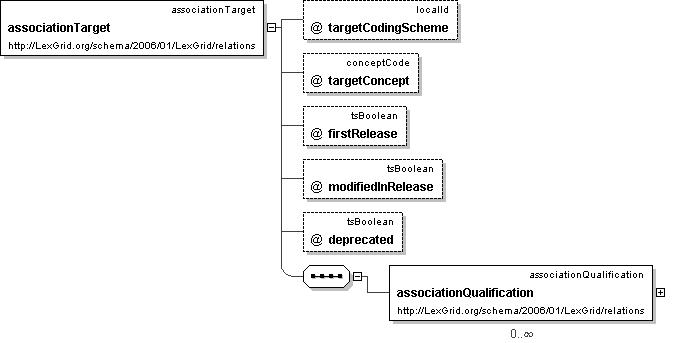 associationTarget
associationTarget
http://LexGrid.org/schema/2006/01/LexGrid/relations
localId
@ targetCodingScheme
conceptCode
@ targetConcept
tsBoolean
@ firstRelease
tsBoolean
@ modifiedInRelease
tsBoolean
@ deprecated
associationQualification
associationQualification
http://LexGrid.org/schema/2006/01/LexGrid/relations
0..∞